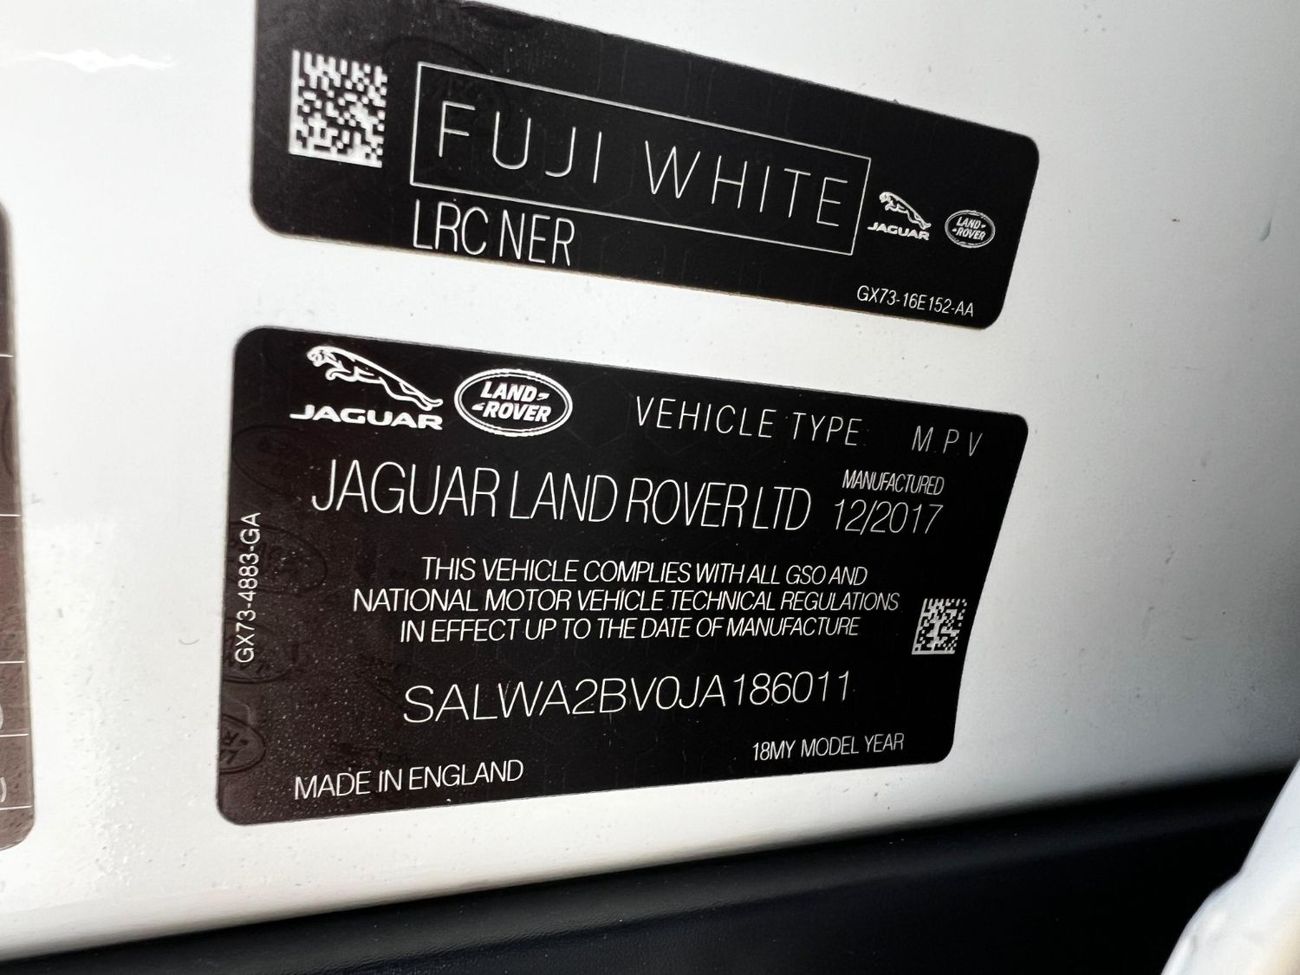 FUJI WHITE
LRC NER
JAGUAR
LAND-
-ROVER
GX73-16E152-AA
JAGUAR
LAND-
-ROVER
VEHICLE TYPE M P V
JAGUAR LAND ROVER LTD
MANUFACTURED
12/2017
THIS VEHICLE COMPLIES WITH ALL GSO AND
NATIONAL MOTOR VEHICLE TECHNICAL REGULATIONS
IN EFFECT UP TO THE DATE OF MANUFACTURE
GX73-4883-GA
SALWA2BV0JA186011
18MY MODEL YEAR
MADE IN ENGLAND